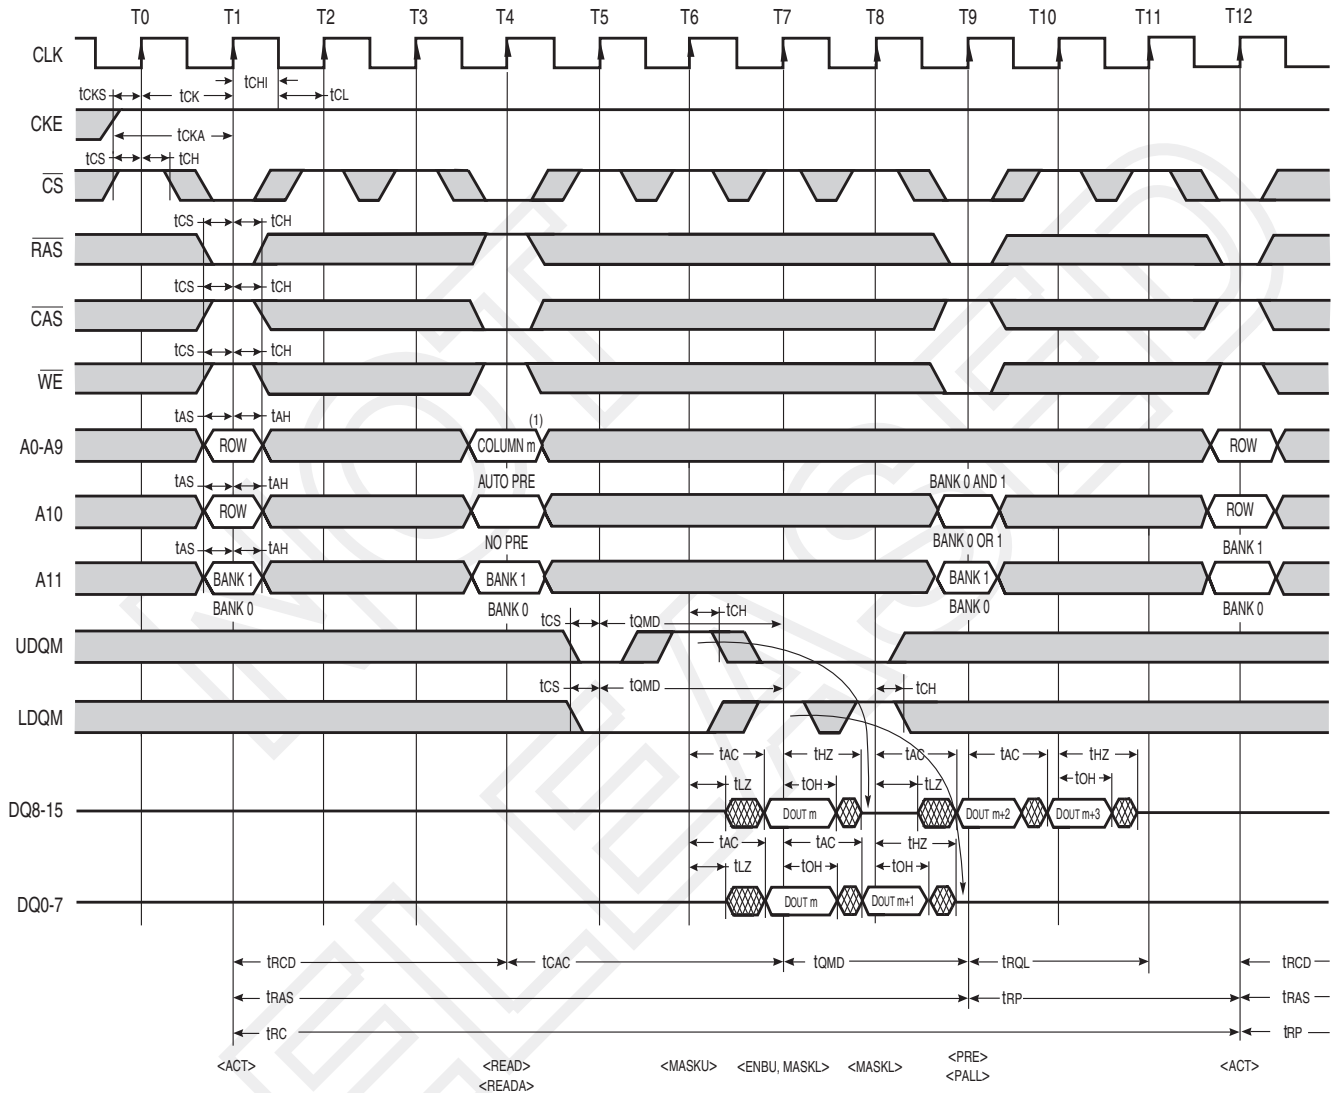 T0 T1 T2 T3 T4 T5 T6 T7 T8 T9 T10 T11 T12
CLK
tCHI
tCKS tCK tCL
CKE
tCKA
tCS tCH
CS
tCS tCH
RAS
tCS tCH
CAS
tCS tCH
WE
tAS tAH (1)
A0-A9 ROW COLUMN m ROW
tAS tAH AUTO PRE BANK 0 AND 1
A10 ROW ROW
tAS tAH NO PRE BANK 0 OR 1 BANK 1
A11 BANK 1 BANK 1 BANK 1
BANK 0 BANK 0 BANK 0 BANK 0
tCS tQMD tCH
UDQM
tCS tQMD tCH
LDQM
tAC tHZ tAC tAC tHZ
tLZ tOH tLZ tOH
DQ8-15 DOUT m DOUT m+2 DOUT m+3
tAC tAC tHZ
tLZ tOH tOH
DQ0-7 DOUT m DOUT m+1
tRCD tCAC tQMD tRQL tRCD
tRAS tRP tRAS
tRC tRP
<ACT> <READ> <MASKU> <ENBU, MASKL> <MASKL> <PRE> <ACT>
<READA> <PALL>
NOT
RELEASED